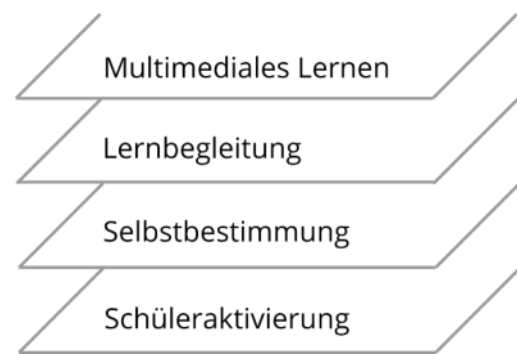 Multimediales Lernen
Lernbegleitung
Selbstbestimmung
Schüleraktivierung